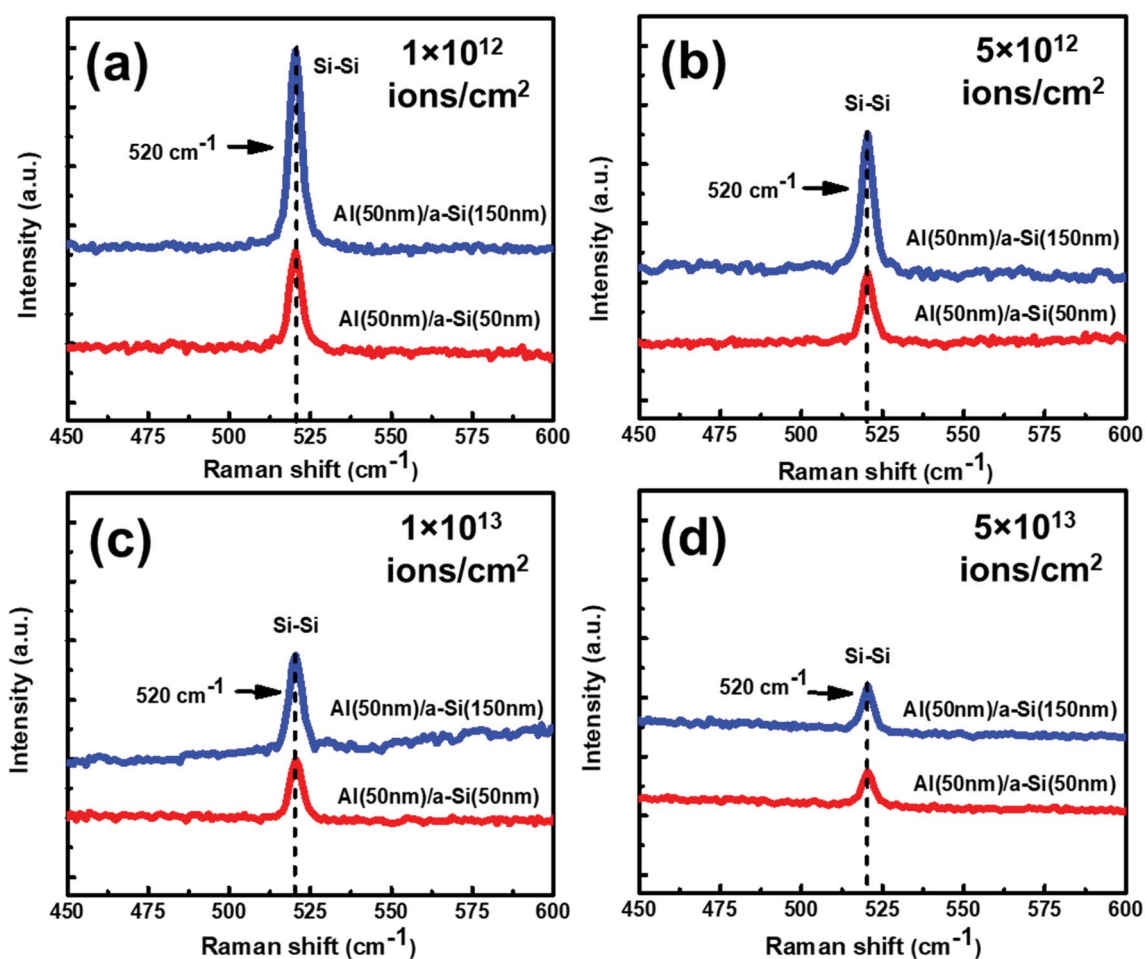 (a)
1×10¹²
ions/cm²
Si-Si
520 cm⁻¹
Al(50nm)/a-Si(150nm)
Al(50nm)/a-Si(50nm)
Intensity (a.u.)
450 475 500 525 550 575 600
Raman shift (cm⁻¹)
(b)
5×10¹²
ions/cm²
Si-Si
520 cm⁻¹
Al(50nm)/a-Si(150nm)
Al(50nm)/a-Si(50nm)
Intensity (a.u.)
450 475 500 525 550 575 600
Raman shift (cm⁻¹)
(c)
1×10¹³
ions/cm²
Si-Si
520 cm⁻¹
Al(50nm)/a-Si(150nm)
Al(50nm)/a-Si(50nm)
Intensity (a.u.)
450 475 500 525 550 575 600
Raman shift (cm⁻¹)
(d)
5×10¹³
ions/cm²
Si-Si
520 cm⁻¹
Al(50nm)/a-Si(150nm)
Al(50nm)/a-Si(50nm)
Intensity (a.u.)
450 475 500 525 550 575 600
Raman shift (cm⁻¹)